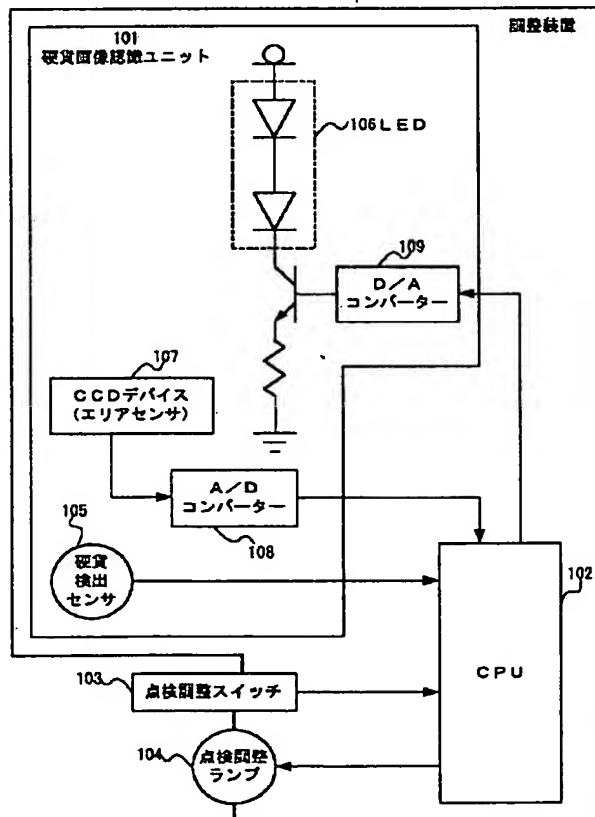 調整装置
101
硬貨画像認識ユニット
106LED
109
D/A
コンバーター
107
CCDデバイス
(エリアセンサ)
A/D
コンバーター
108
105
硬貨
検出
センサ
102
CPU
103
点検調整スイッチ
104
点検調整
ランプ